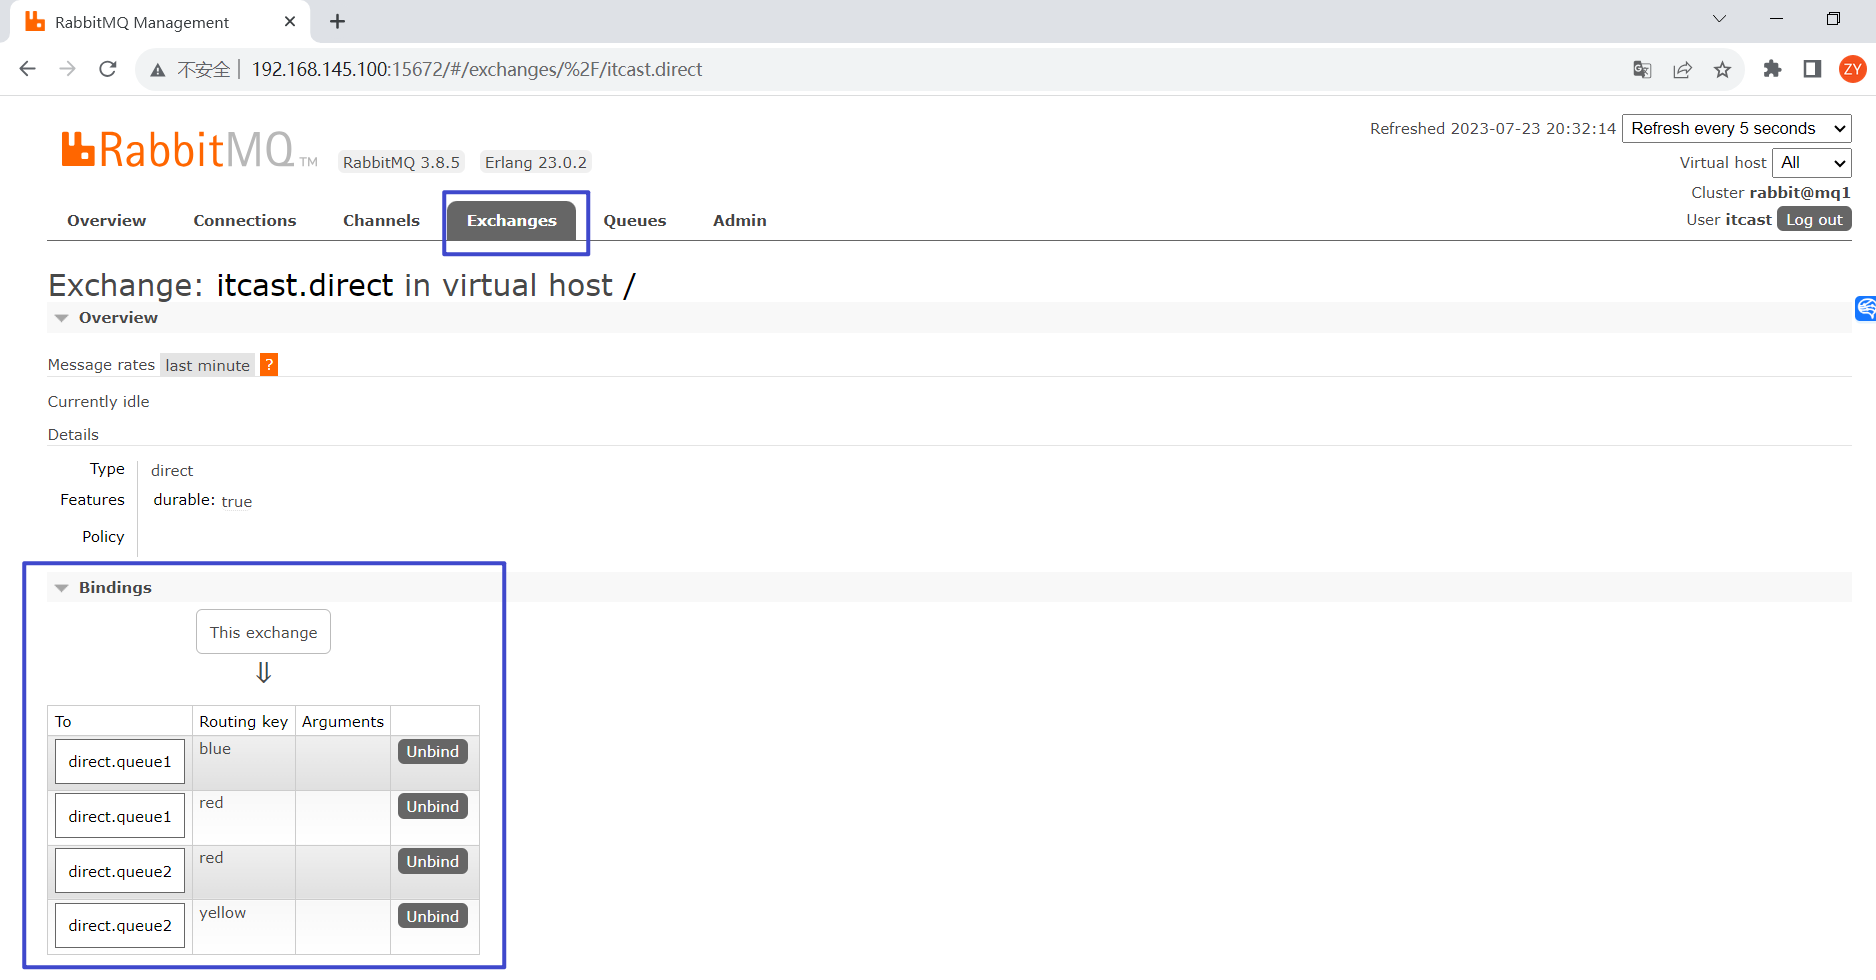 RabbitMQ Management
不安全 192.168.145.100:15672/#/exchanges/%2F/itcast.direct
ZY
RabbitMQ TM RabbitMQ 3.8.5 Erlang 23.0.2
Refreshed 2023-07-23 20:32:14 Refresh every 5 seconds
Virtual host All
Cluster rabbit@mq1
User itcast Log out
Overview Connections Channels Exchanges Queues Admin
Exchange: itcast.direct in virtual host /
Overview
Message rates last minute ?
Currently idle
Details
Type direct
Features durable: true
Policy
Bindings
This exchange
⇓
To Routing key Arguments
direct.queue1 blue Unbind
direct.queue1 red Unbind
direct.queue2 red Unbind
direct.queue2 yellow Unbind